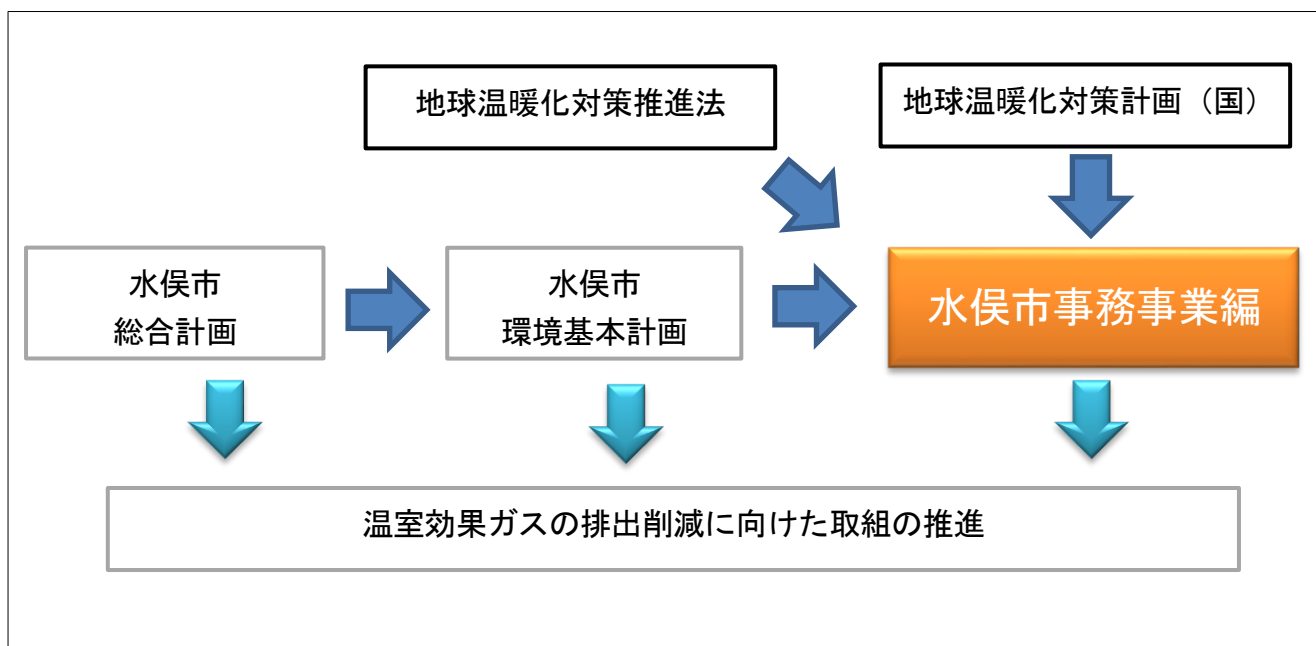 地球温暖化対策推進法
地球温暖化対策計画（国）
水俣市
総合計画
水俣市
環境基本計画
水俣市事務事業編
温室効果ガスの排出削減に向けた取組の推進